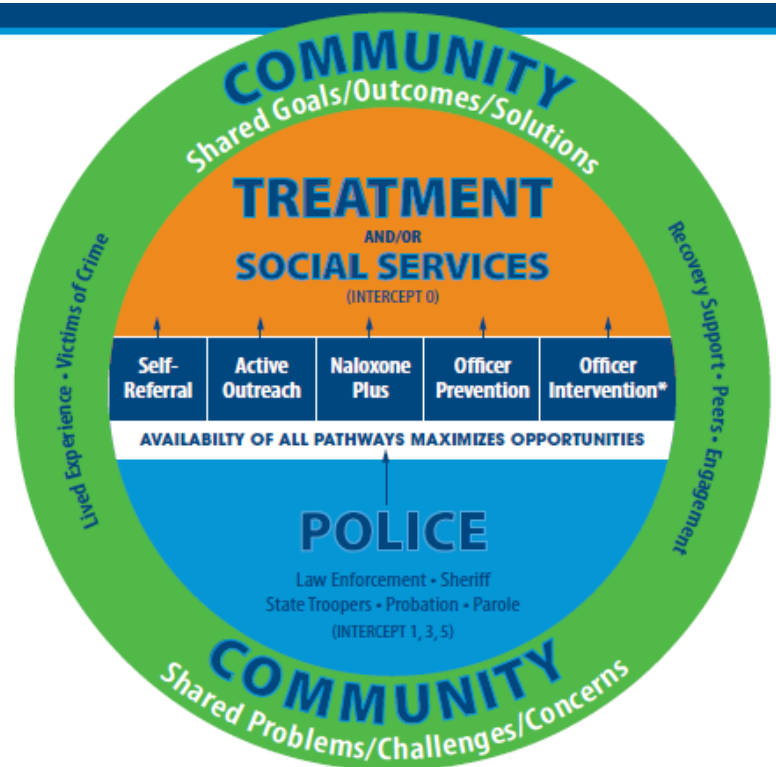 COMMUNITY
Shared Goals/Outcomes/Solutions
TREATMENT
AND/OR
SOCIAL SERVICES
(INTERCEPT 0)
Lived Experience • Victims of Crime
Recovery Support • Peers • Engagement
Self-
Referral
Active
Outreach
Naloxone
Plus
Officer
Prevention
Officer
Intervention*
AVAILABILTY OF ALL PATHWAYS MAXIMIZES OPPORTUNITIES
POLICE
Law Enforcement • Sheriff
State Troopers • Probation • Parole
(INTERCEPT 1, 3, 5)
COMMUNITY
Shared Problems/Challenges/Concerns